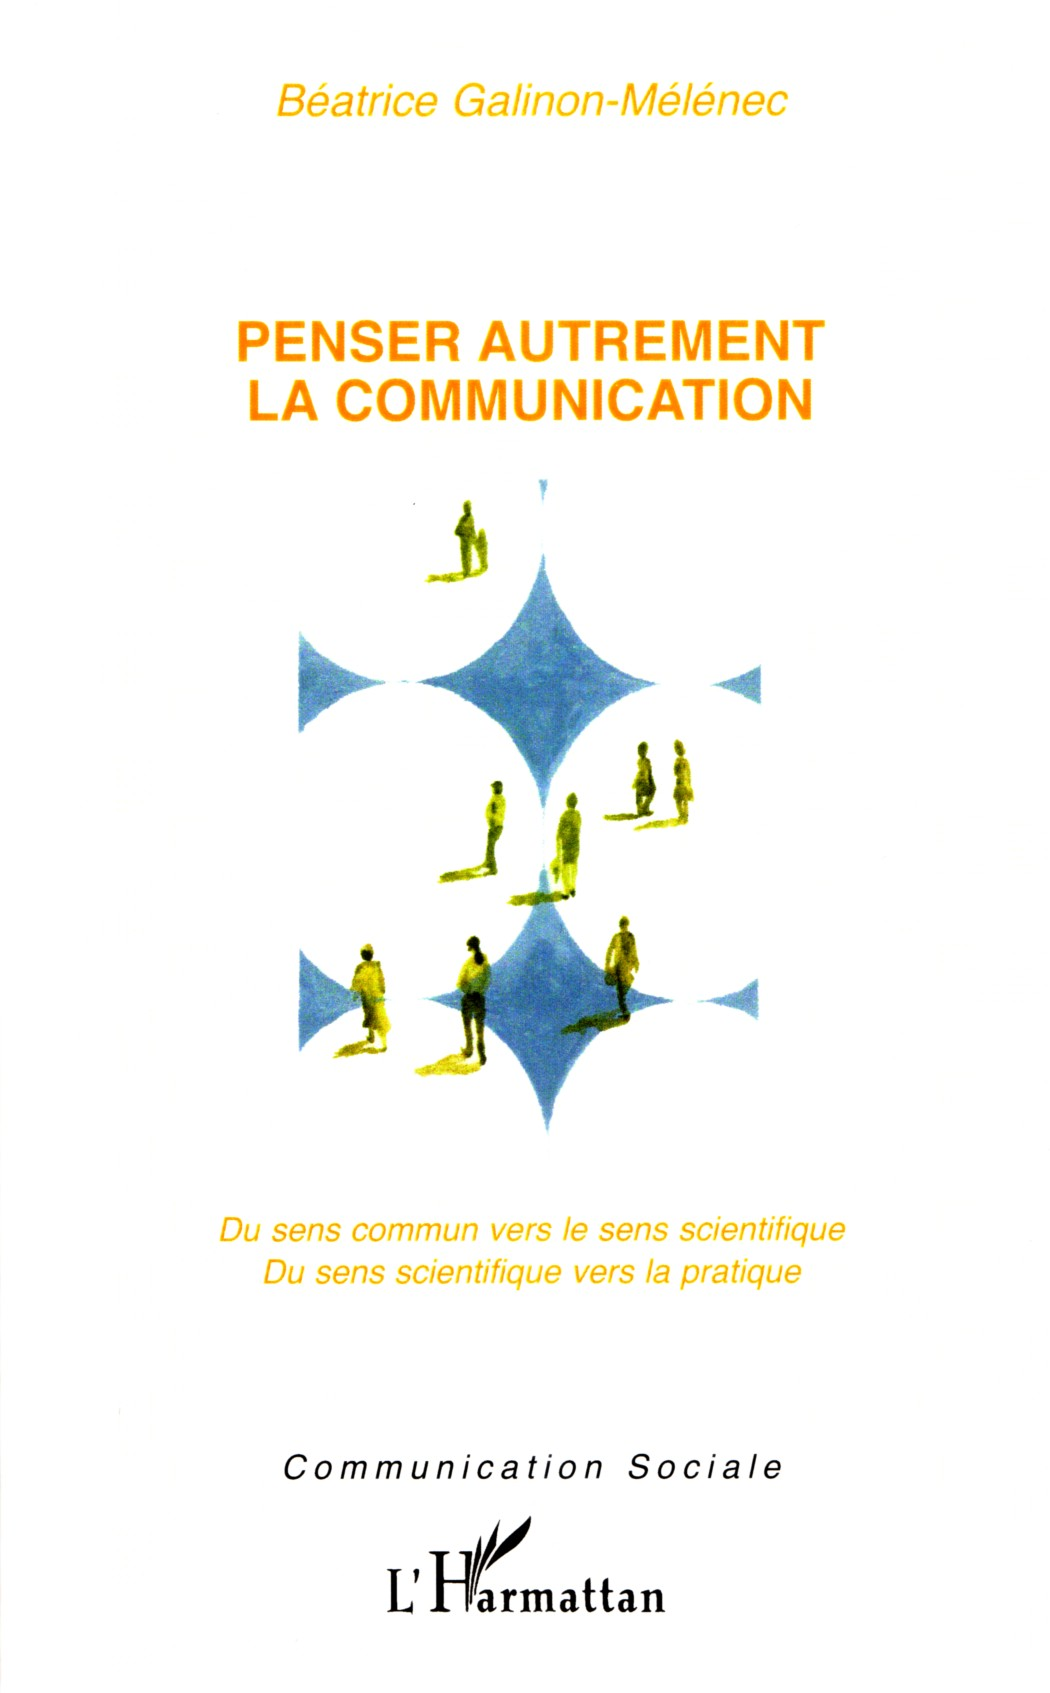 Béatrice Galinon-Mélénec
PENSER AUTREMENT
LA COMMUNICATION
Du sens commun vers le sens scientifique
Du sens scientifique vers la pratique
Communication Sociale
L'Harmattan